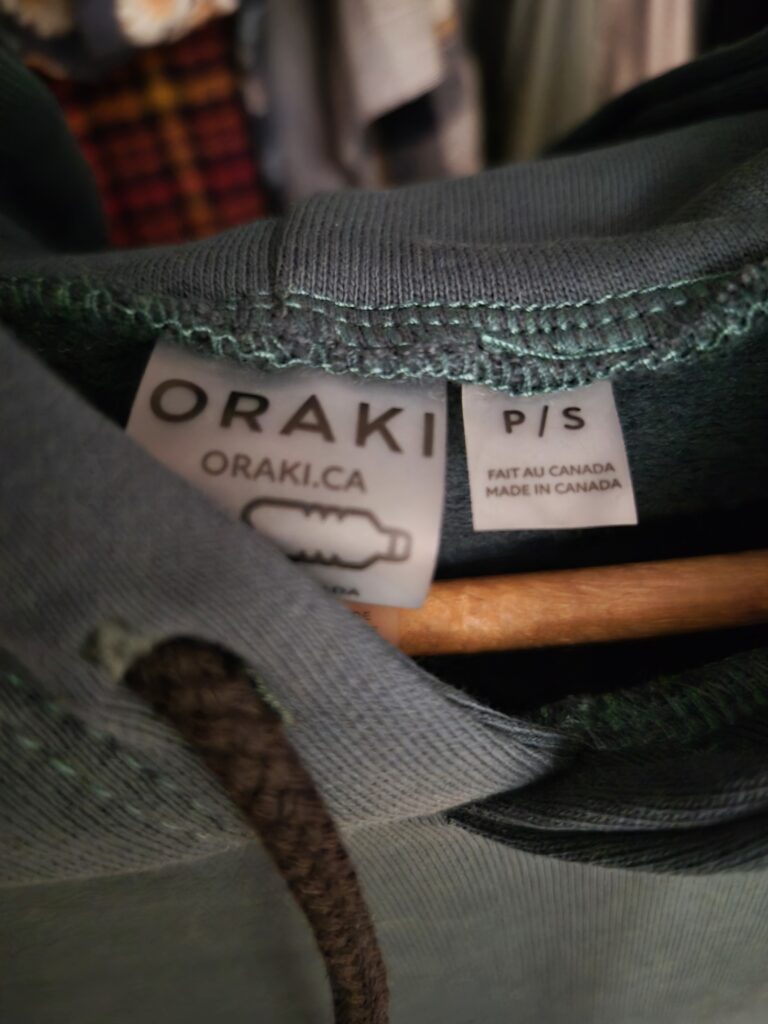 ORAKI
ORAKI.CA
P/S
FAIT AU CANADA
MADE IN CANADA